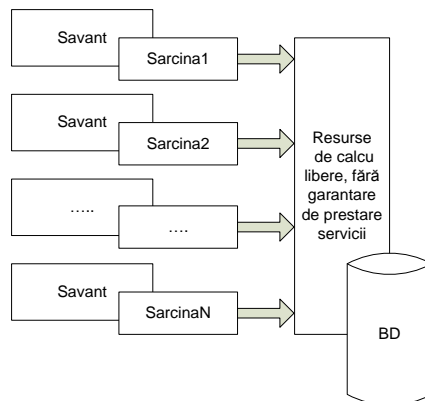 Savant
Sarcina1
Savant
Sarcina2
.....
....
Savant
SarcinaN
Resurse
de calcu
libere, fără
garantare
de prestare
servicii
BD